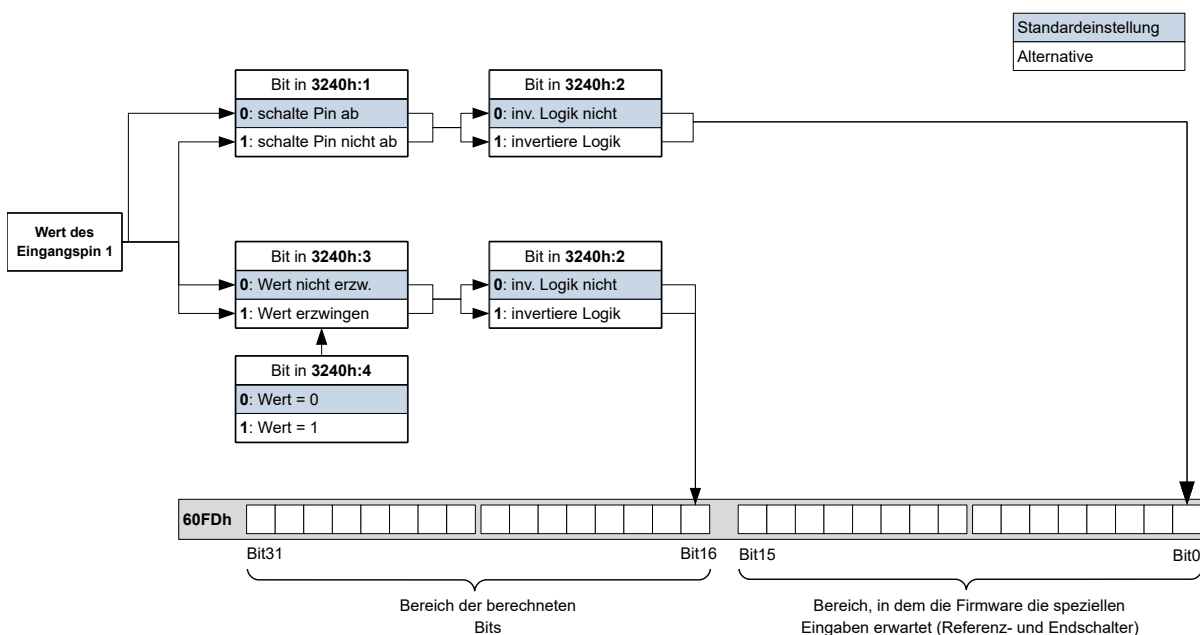 Standardeinstellung
Alternative
Bit in 3240h:1
0: schalte Pin ab
1: schalte Pin nicht ab
Bit in 3240h:2
0: inv. Logik nicht
1: invertiere Logik
Wert des
Eingangspin 1
Bit in 3240h:3
0: Wert nicht erzw.
1: Wert erzwingen
Bit in 3240h:2
0: inv. Logik nicht
1: invertiere Logik
Bit in 3240h:4
0: Wert = 0
1: Wert = 1
60FDh
Bit31
Bit16
Bit15
Bit0
Bereich der berechneten
Bits
Bereich, in dem die Firmware die speziellen
Eingaben erwartet (Referenz- und Endschalter)